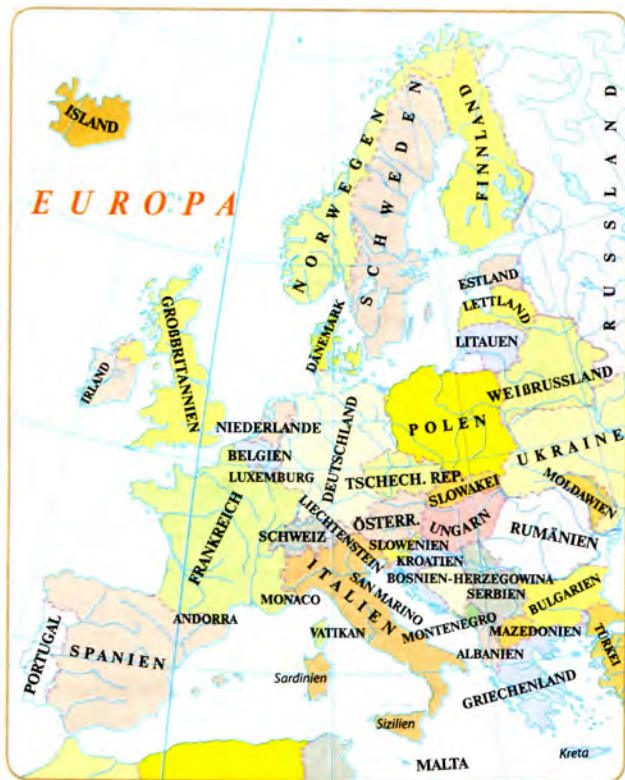 ISLAND
EUROPA
NORWEGEN
SCHWEDEN
FINNLAND
RUSSLAND
ESTLAND
LETTLAND
LITAUEN
DÄNEMARK
GROßBRITANNIEN
IRLAND
WEIßRUSSLAND
POLEN
NIEDERLANDE
BELGIEN
LUXEMBURG
DEUTSCHLAND
TSCHECH. REP.
UKRAINE
SLOWAKEI
MOLDAWIEN
FRANKREICH
SCHWEIZ
LIECHTENSTEIN
ÖSTERR.
UNGARN
RUMÄNIEN
SLOWENIEN
KROATIEN
BOSNIEN-HERZEGOWINA
SERBIEN
ITALIEN
SAN MARINO
MONACO
BULGARIEN
ANDORRA
VATIKAN
MONTENEGRO
MAZEDONIEN
TÜRKEI
PORTUGAL
SPANIEN
ALBANIEN
Sardinien
GRIECHENLAND
Sizilien
MALTA
Kreta